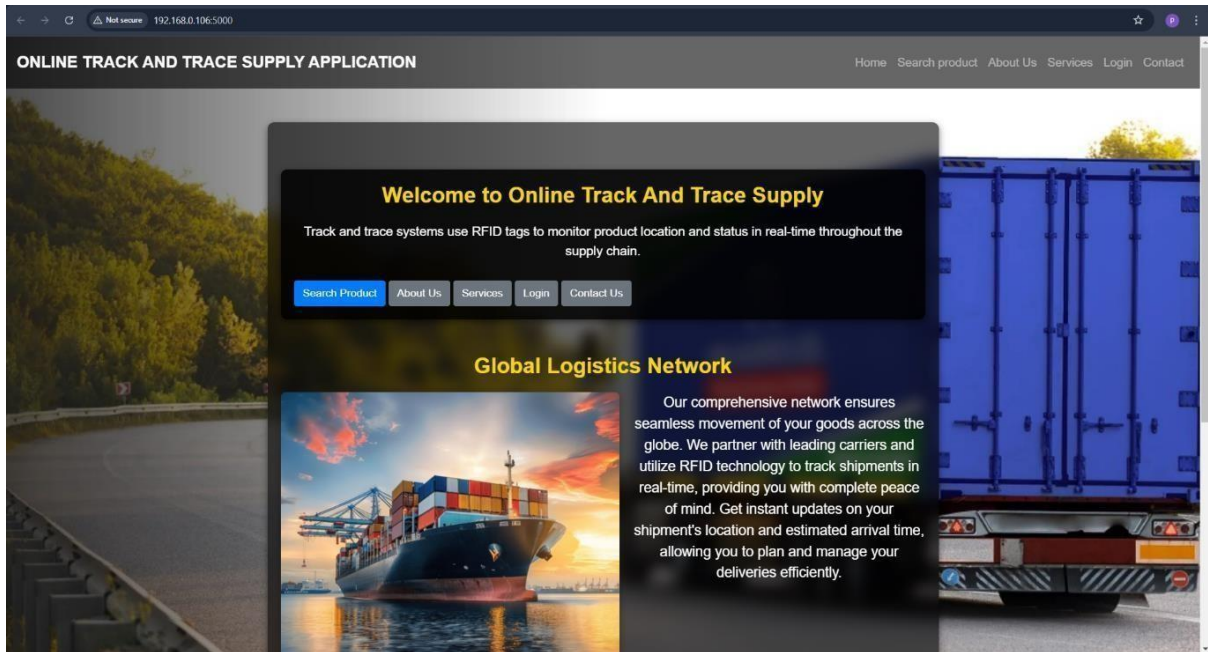 Not secure 192.168.0.106:5000
P
ONLINE TRACK AND TRACE SUPPLY APPLICATION
Home Search product About Us Services Login Contact
Welcome to Online Track And Trace Supply
Track and trace systems use RFID tags to monitor product location and status in real-time throughout the
supply chain.
Search Product About Us Services Login Contact Us
Global Logistics Network
Our comprehensive network ensures
seamless movement of your goods across the
globe. We partner with leading carriers and
utilize RFID technology to track shipments in
real-time, providing you with complete peace
of mind. Get instant updates on your
shipment's location and estimated arrival time,
allowing you to plan and manage your
deliveries efficiently.